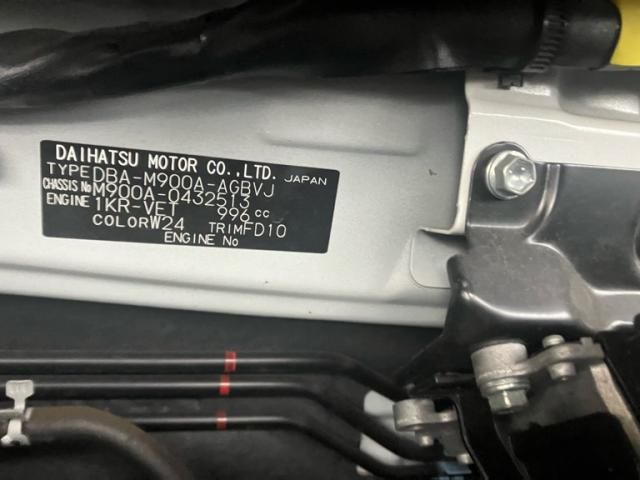 DAIHATSU MOTOR CO.,LTD. JAPAN
TYPE DBA-M900A-AGBVJ
CHASSIS No M900A-0432513
ENGINE 1KR-VET 996 cc
COLOR W24 TRIM FD10
ENGINE No